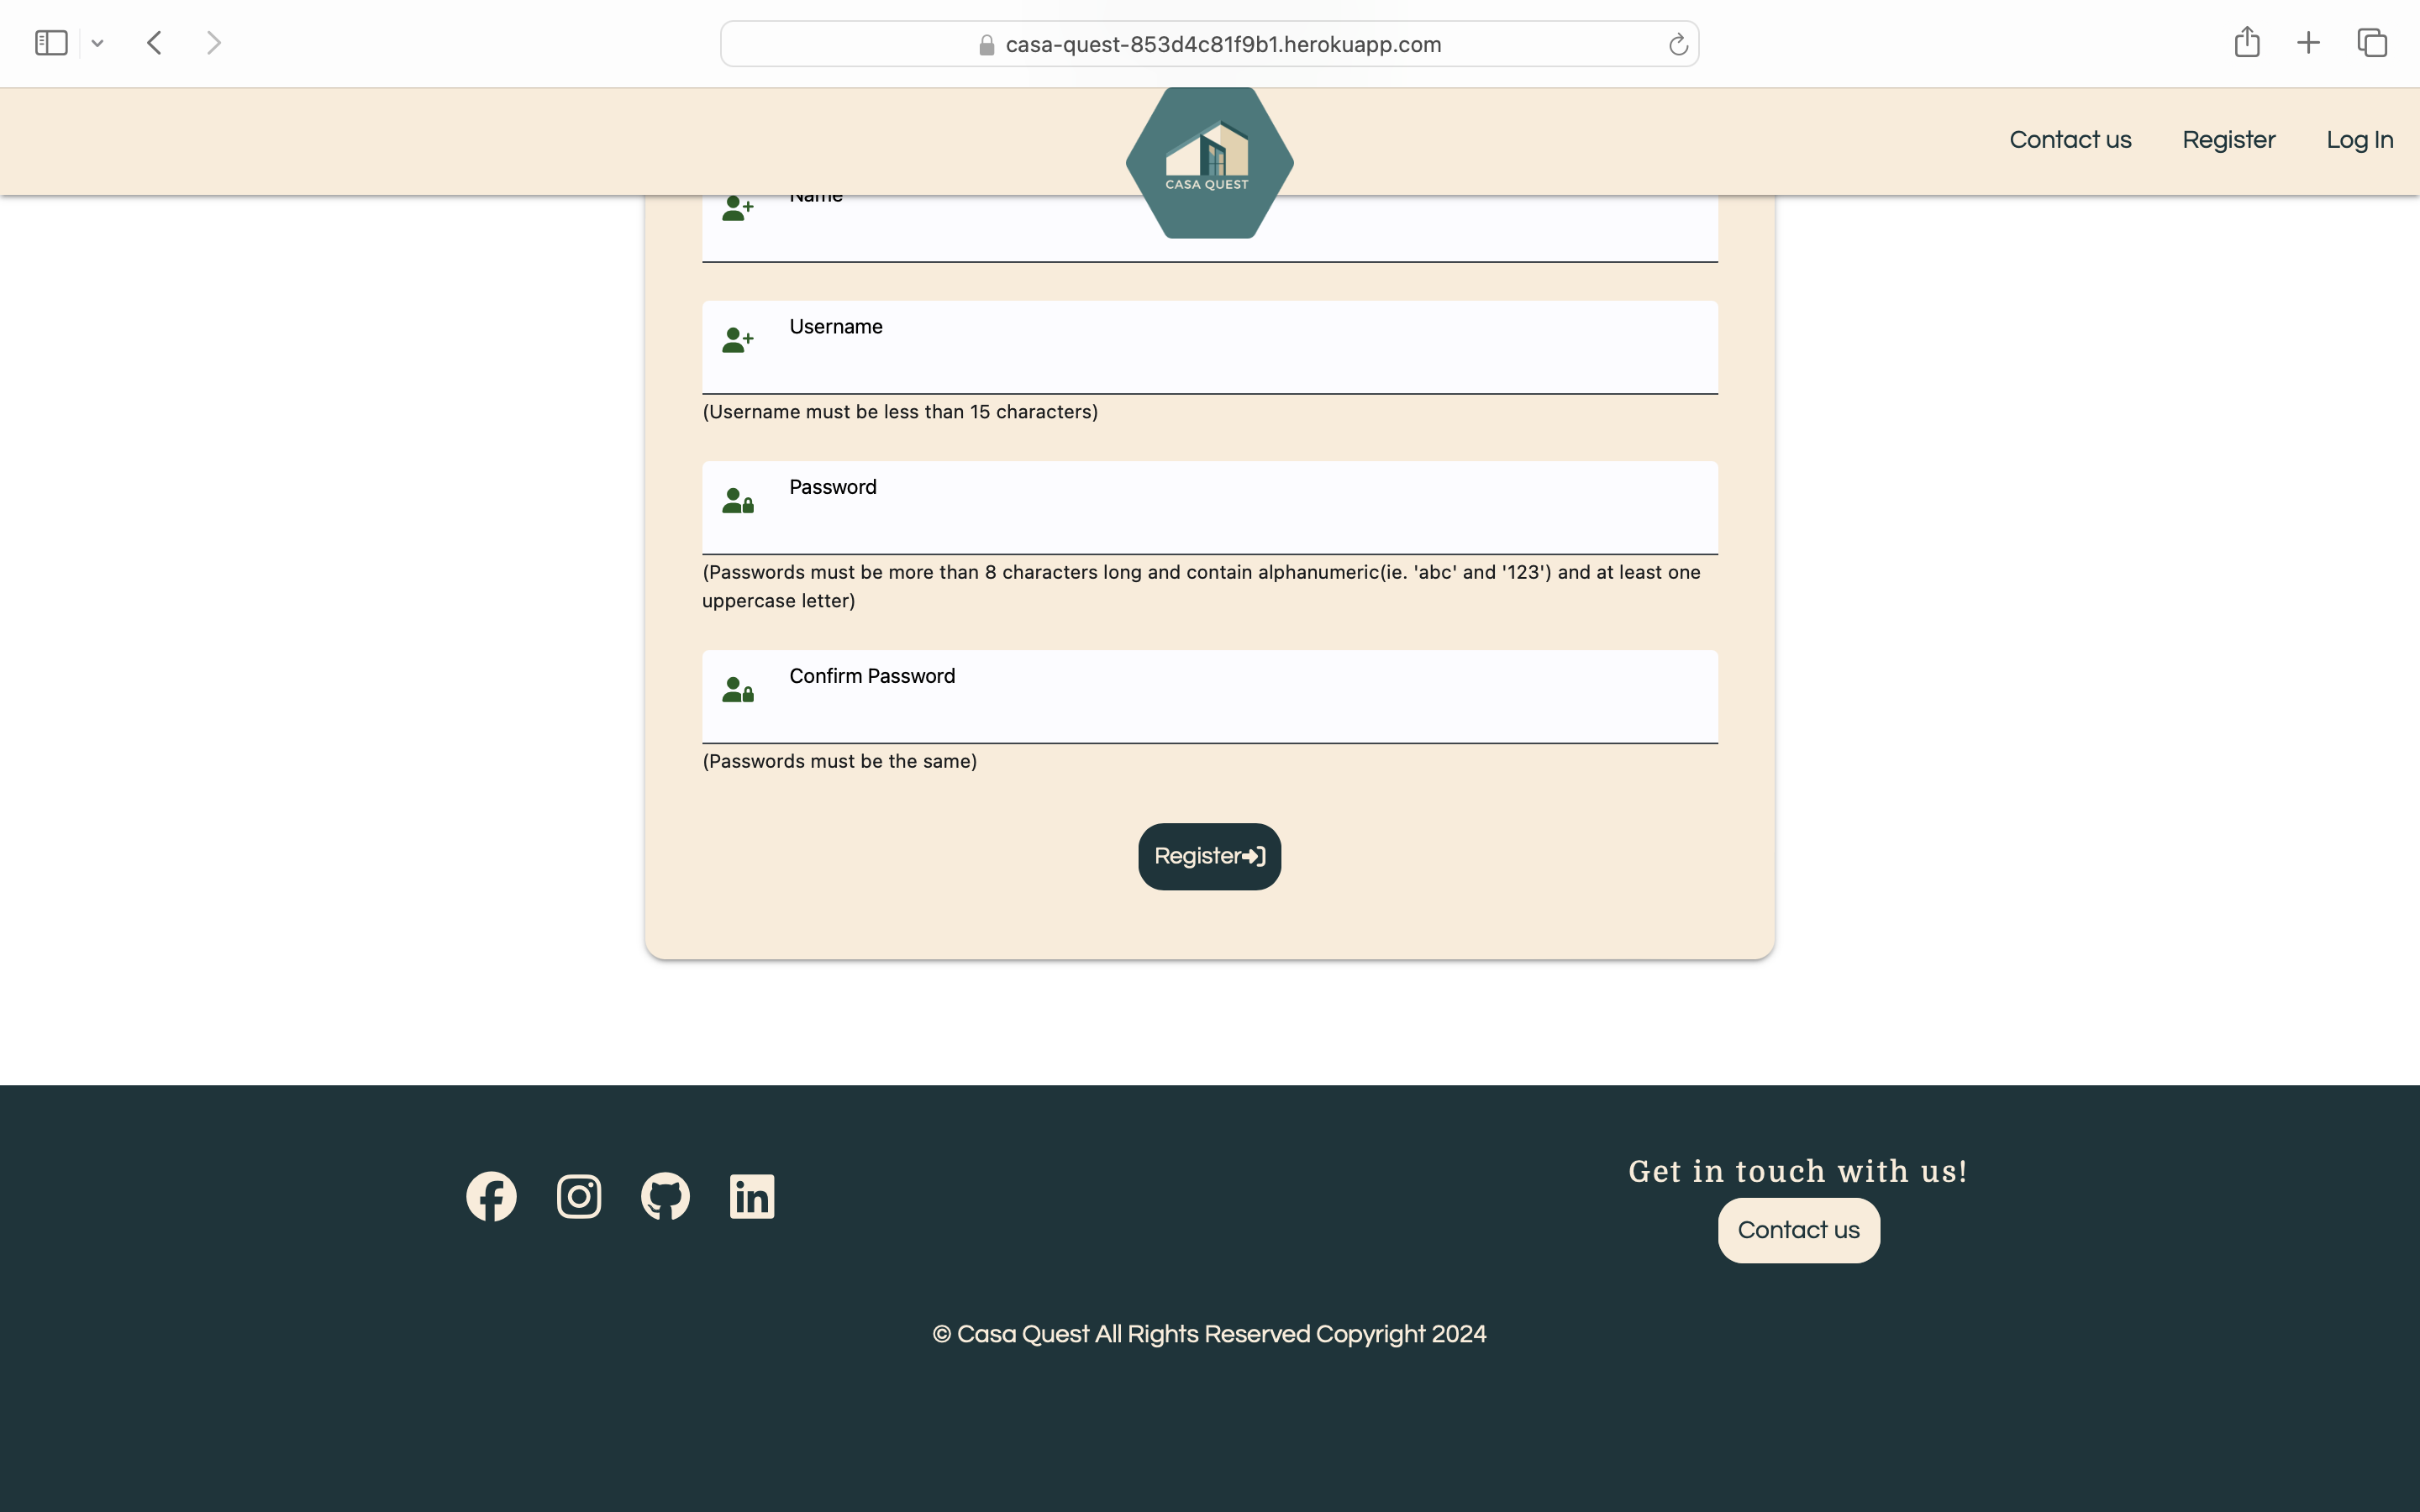 casa-quest-853d4c81f9b1.herokuapp.com
CASA QUEST
Contact us
Register
Log In
Name
Username
(Username must be less than 15 characters)
Password
(Passwords must be more than 8 characters long and contain alphanumeric(ie. 'abc' and '123') and at least one
uppercase letter)
Confirm Password
(Passwords must be the same)
Register
Get in touch with us!
Contact us
© Casa Quest All Rights Reserved Copyright 2024